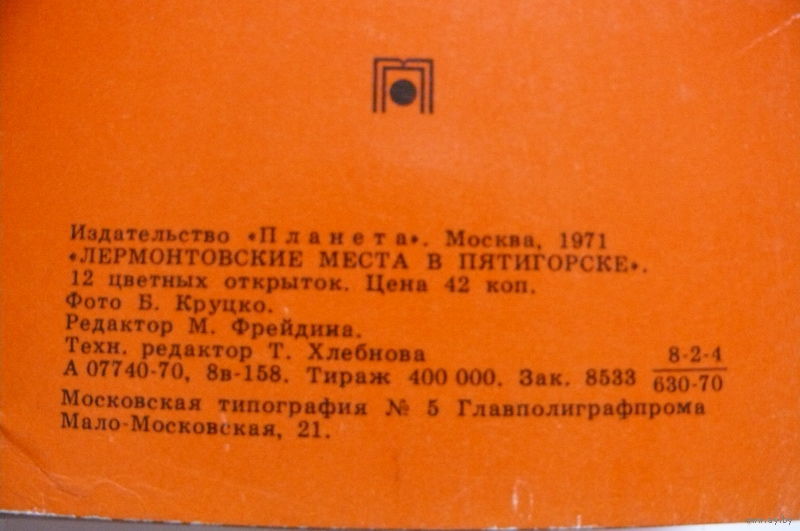 Издательство «Планета». Москва, 1971
«ЛЕРМОНТОВСКИЕ МЕСТА В ПЯТИГОРСКЕ».
12 цветных открыток. Цена 42 коп.
Фото Б. Круцко.
Редактор М. Фрейдина.
Техн. редактор Т. Хлебнова
А 07740-70, 8в-158. Тираж 400 000. Зак. 8533
8-2-4
630-70
Московская типография № 5 Главполиграфпрома
Мало-Московская, 21.